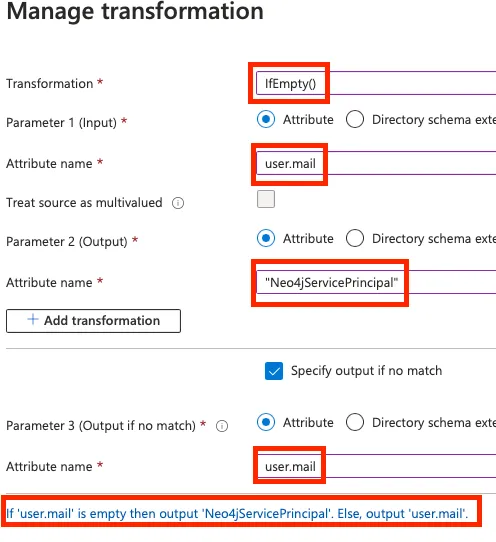 Manage transformation
Transformation * IfEmpty()
Parameter 1 (Input) * Attribute Directory schema exte
Attribute name * user.mail
Treat source as multivalued
Parameter 2 (Output) * Attribute Directory schema exte
Attribute name * "Neo4jServicePrincipal"
+ Add transformation
Specify output if no match
Parameter 3 (Output if no match) * Attribute Directory schema exte
Attribute name * user.mail
If 'user.mail' is empty then output 'Neo4jServicePrincipal'. Else, output 'user.mail'.